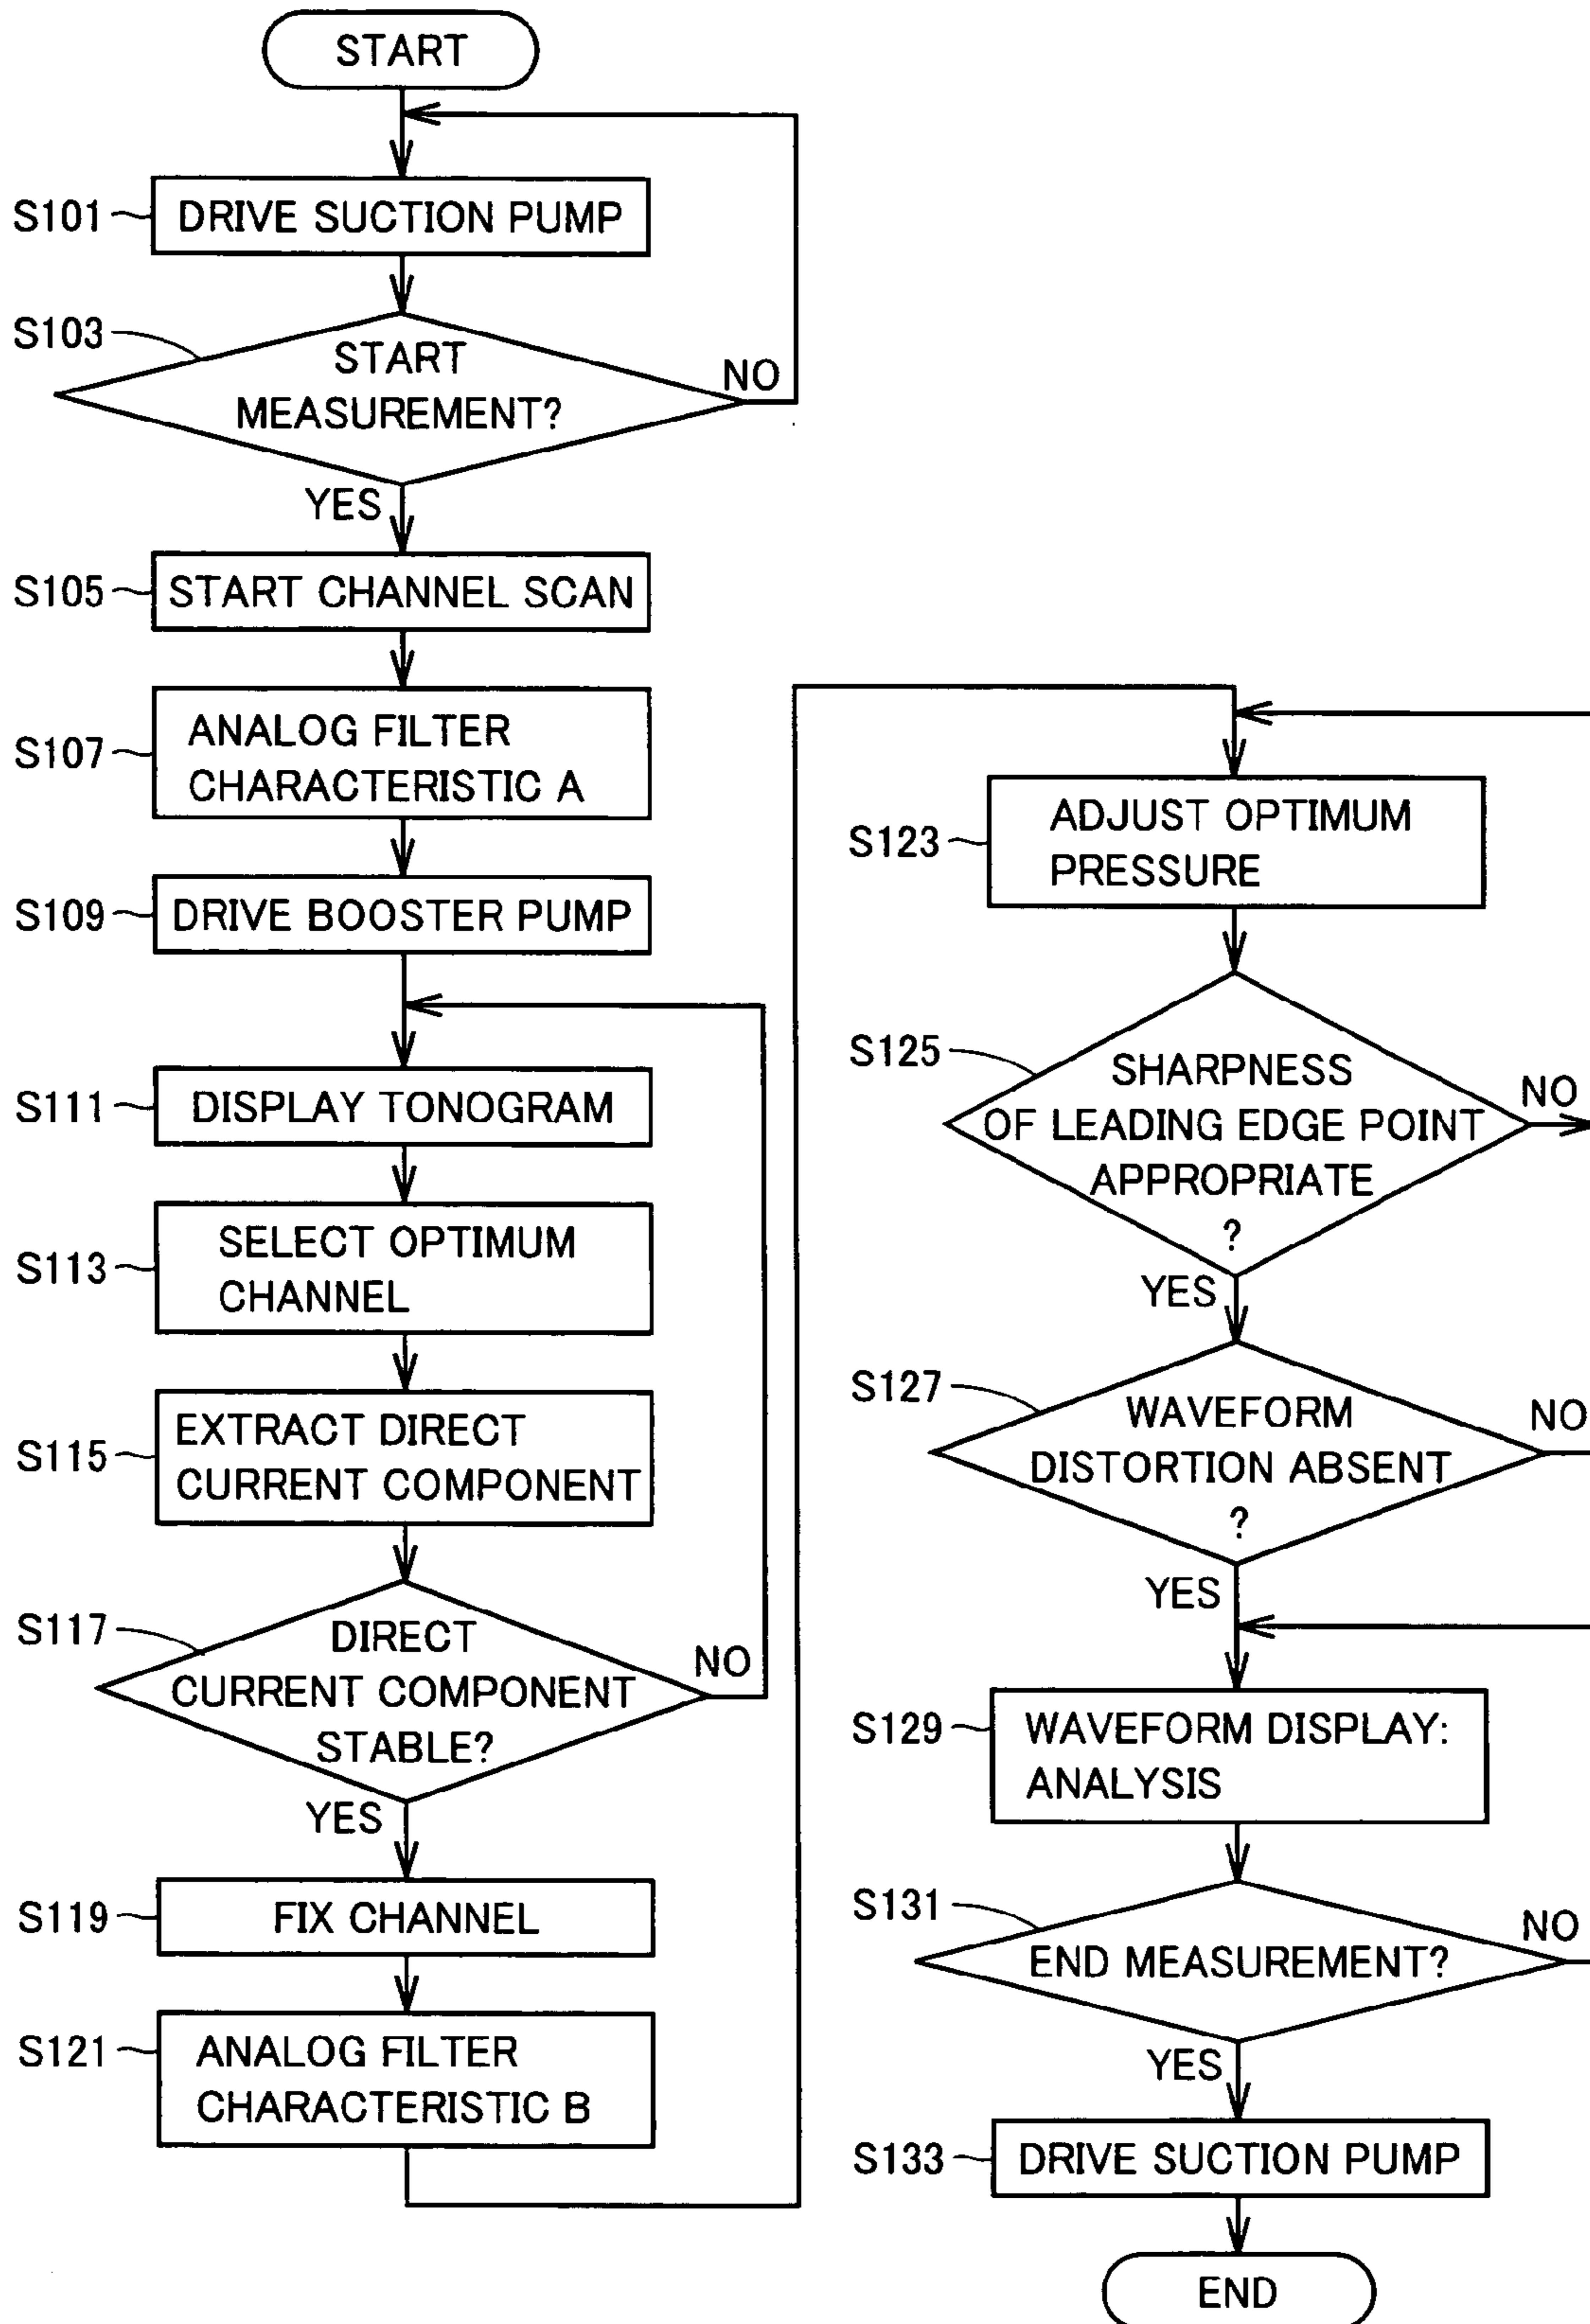 START
S101
DRIVE SUCTION PUMP
S103
START
MEASUREMENT?
NO
YES
S105
START CHANNEL SCAN
S107
ANALOG FILTER
CHARACTERISTIC A
S109
DRIVE BOOSTER PUMP
S111
DISPLAY TONOGRAM
S113
SELECT OPTIMUM
CHANNEL
S115
EXTRACT DIRECT
CURRENT COMPONENT
S117
DIRECT
CURRENT COMPONENT
STABLE?
NO
YES
S119
FIX CHANNEL
S121
ANALOG FILTER
CHARACTERISTIC B
S123
ADJUST OPTIMUM
PRESSURE
S125
SHARPNESS
OF LEADING EDGE POINT
APPROPRIATE
?
NO
YES
S127
WAVEFORM
DISTORTION ABSENT
?
NO
YES
S129
WAVEFORM DISPLAY:
ANALYSIS
S131
END MEASUREMENT?
NO
YES
S133
DRIVE SUCTION PUMP
END